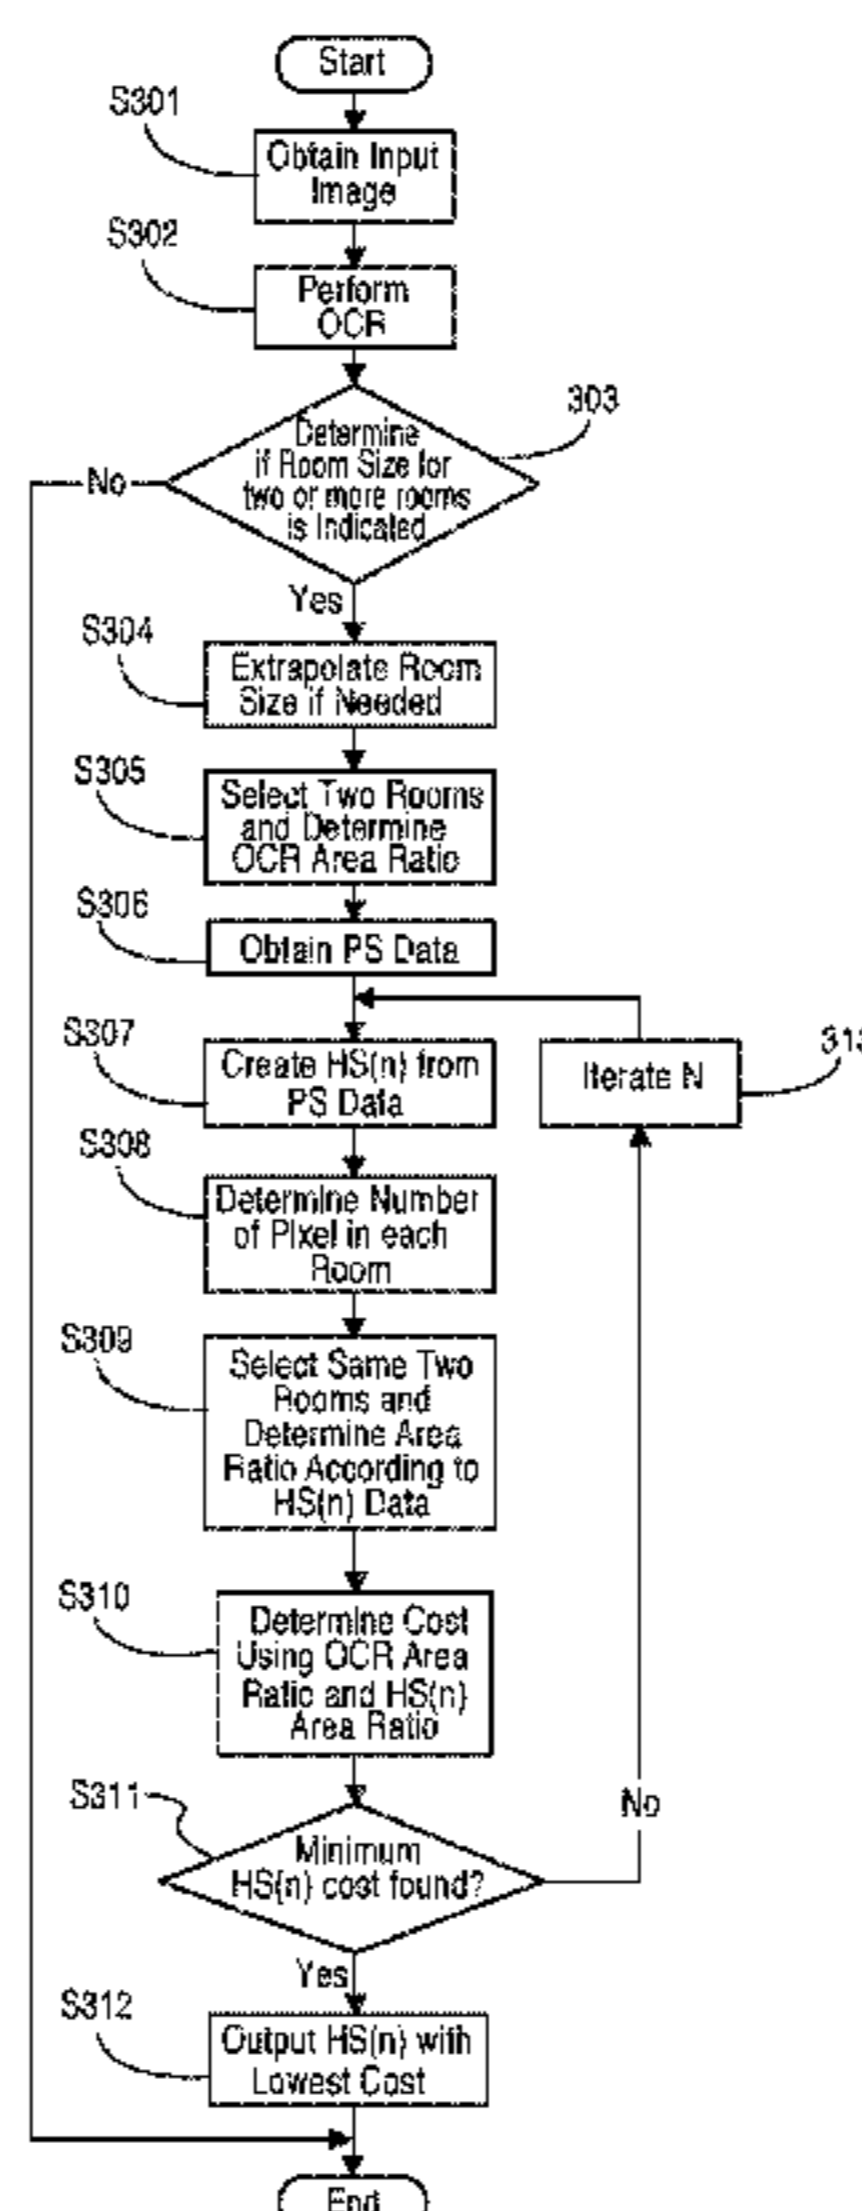 Start
S301
Obtain Input
Image
S302
Perform
OCR
303
Determine
if Room Size for
two or more rooms
is Indicated
No
Yes
S304
Extrapolate Room
Size if Needed
S305
Select Two Rooms
and Determine
OCR Area Ratio
S306
Obtain PS Data
S307
Create HS(n) from
PS Data
Iterate N
S308
Determine Number
of Pixel in each
Room
S309
Select Same Two
Rooms and
Determine Area
Ratio According to
HS(n) Data
S310
Determine Cost
Using OCR Area
Ratio and HS(n)
Area Ratio
S311
Minimum
HS(n) cost found?
No
Yes
S312
Output HS(n) with
Lowest Cost
End